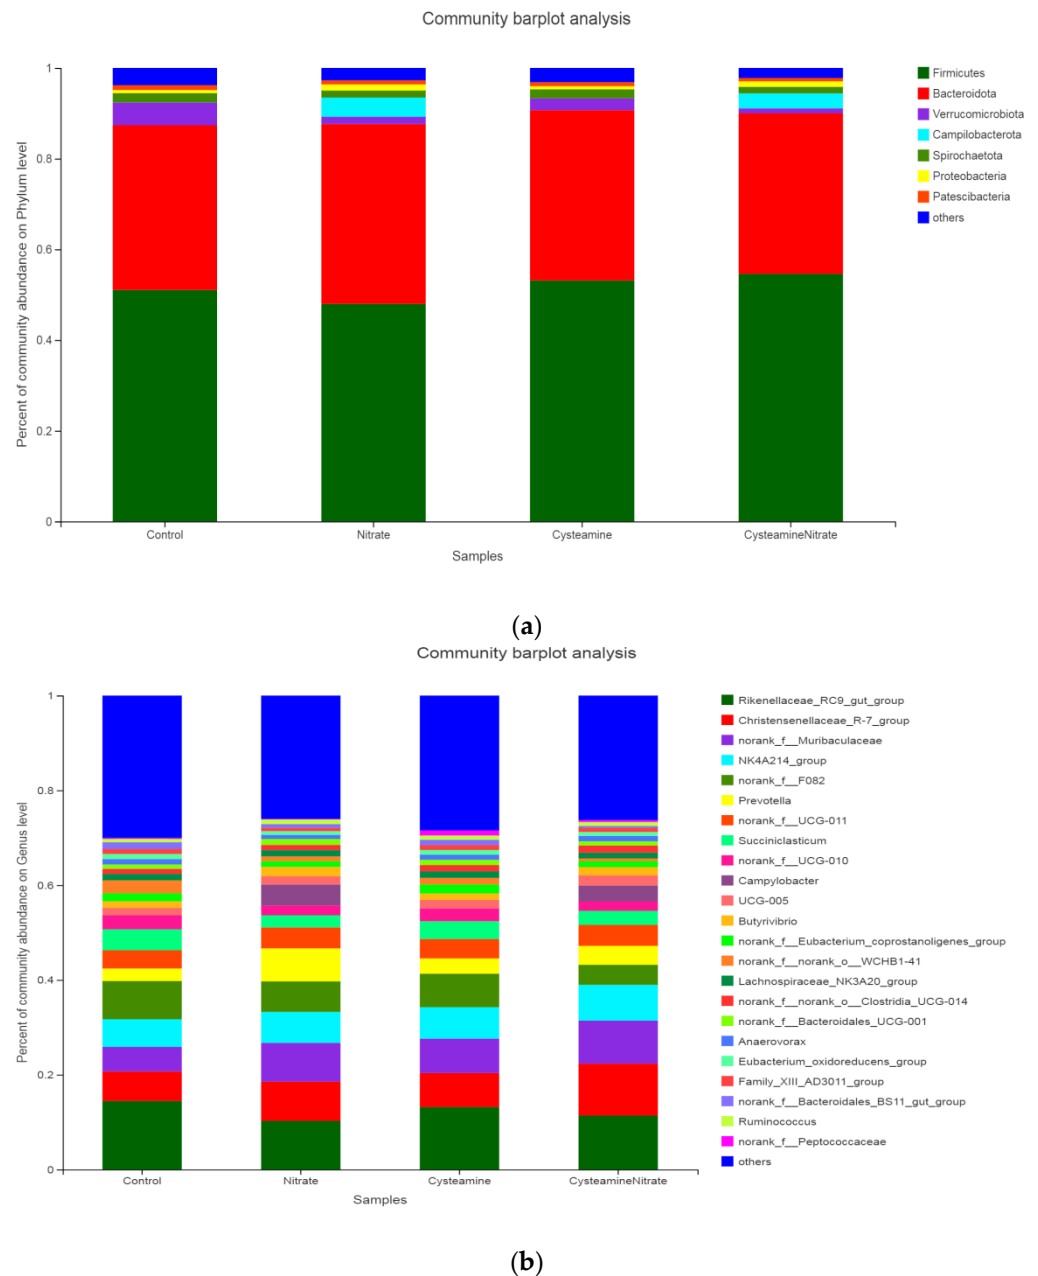 Community barplot analysis
Percent of community abundance on Phylum level
1
0.8
0.6
0.4
0.2
0
Control
Nitrate
Cysteamine
CysteamineNitrate
Samples
Firmicutes
Bacteroidota
Verrucomicrobiota
Campilobacterota
Spirochaetota
Proteobacteria
Patescibacteria
others
(a)
Community barplot analysis
Percent of community abundance on Genus level
1
0.8
0.6
0.4
0.2
0
Control
Nitrate
Cysteamine
CysteamineNitrate
Samples
Rikenellaceae_RC9_gut_group
Christensenellaceae_R-7_group
norank_f__Muribaculaceae
NK4A214_group
norank_f__F082
Prevotella
norank_f__UCG-011
Succiniclasticum
norank_f__UCG-010
Campylobacter
UCG-005
Butyrivibrio
norank_f__Eubacterium_coprostanoligenes_group
norank_f__norank_o__WCHB1-41
Lachnospiraceae_NK3A20_group
norank_f__norank_o__Clostridia_UCG-014
norank_f__Bacteroidales_UCG-001
Anaerovorax
Eubacterium_oxidoreducens_group
Family_XIII_AD3011_group
norank_f__Bacteroidales_BS11_gut_group
Ruminococcus
norank_f__Peptococcaceae
others
(b)